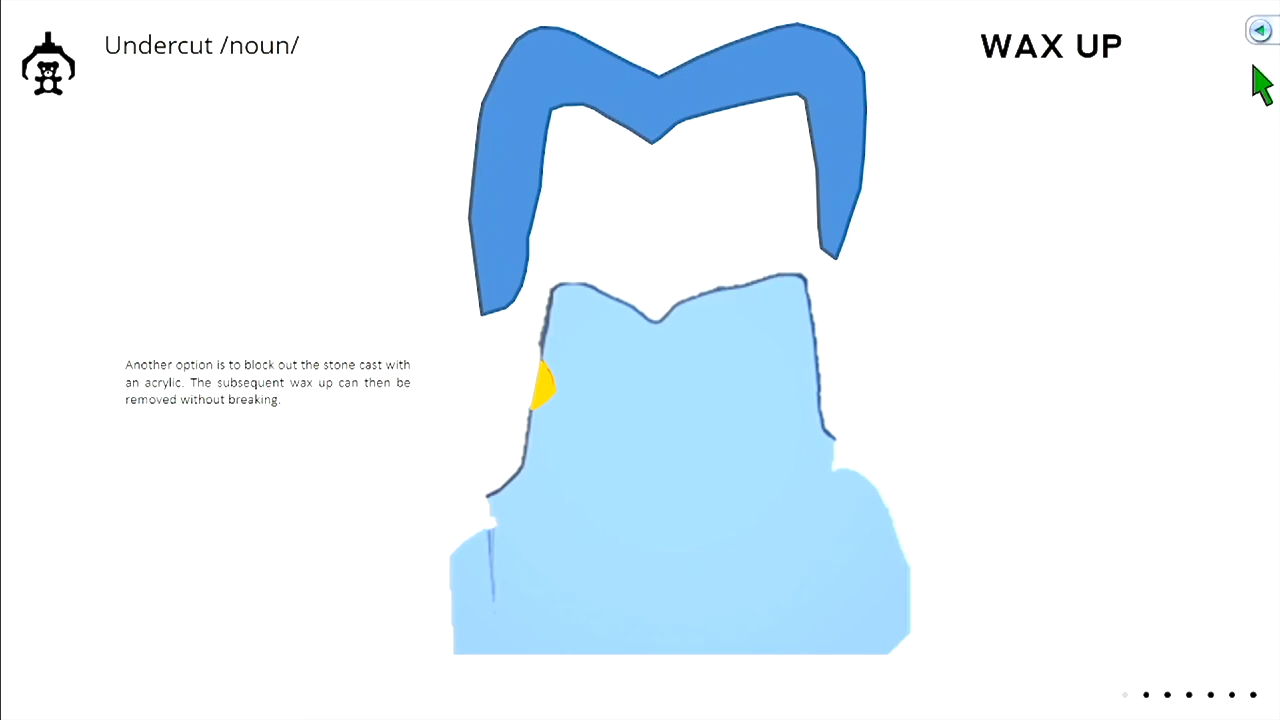 Undercut /noun/
WAX UP
Another option is to block out the stone cast with
an acrylic. The subsequent wax up can then be
removed without breaking.